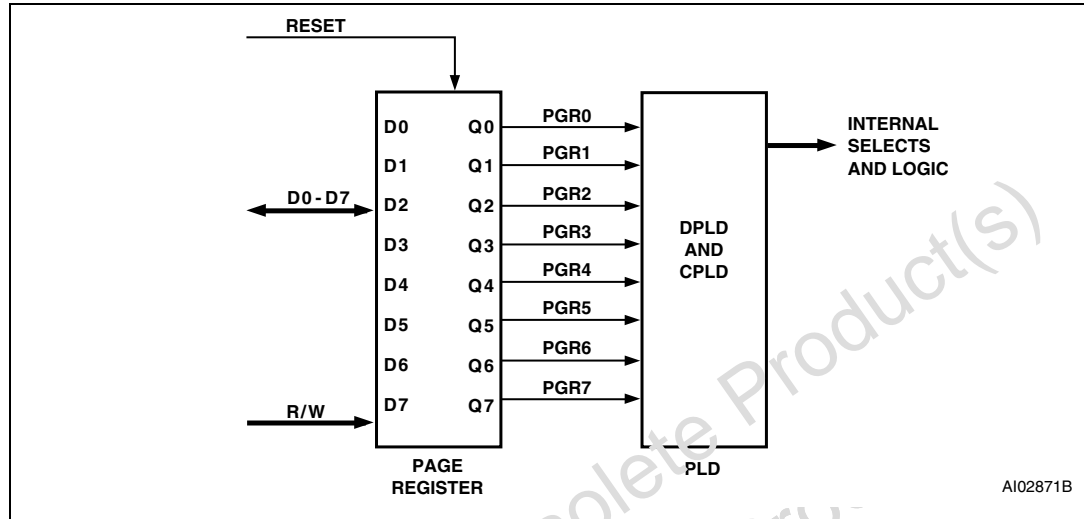 RESET
D0 Q0 PGR0
D1 Q1 PGR1
D0-D7 D2 Q2 PGR2
D3 Q3 PGR3
D4 Q4 PGR4
D5 Q5 PGR5
D6 Q6 PGR6
R/W D7 Q7 PGR7
DPLD
AND
CPLD
INTERNAL
SELECTS
AND LOGIC
PAGE
REGISTER
PLD
AI02871B
olete Product(s)